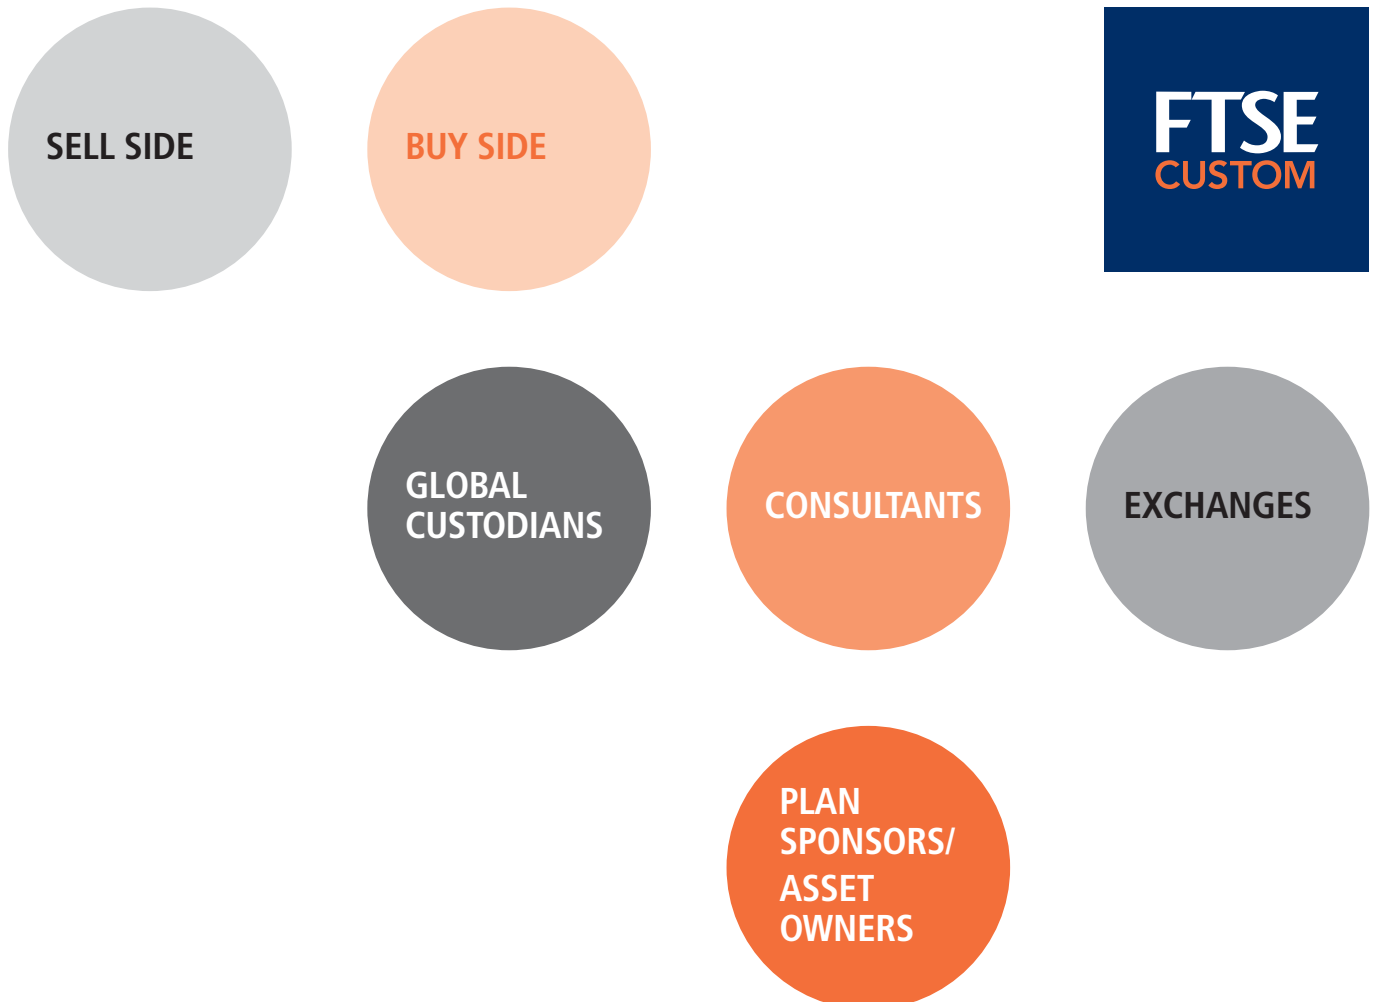 SELL SIDE
BUY SIDE
FTSE
CUSTOM
GLOBAL
CUSTODIANS
CONSULTANTS
EXCHANGES
PLAN
SPONSORS/
ASSET
OWNERS